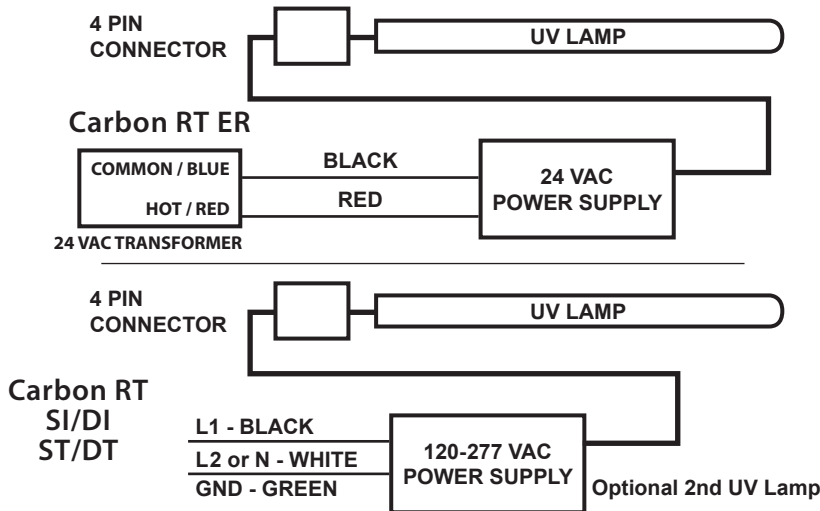 4 PIN
CONNECTOR
UV LAMP
Carbon RT ER
COMMON / BLUE
HOT / RED
24 VAC TRANSFORMER
BLACK
RED
24 VAC
POWER SUPPLY
4 PIN
CONNECTOR
UV LAMP
Carbon RT
SI/DI
ST/DT
L1 - BLACK
L2 or N - WHITE
GND - GREEN
120-277 VAC
POWER SUPPLY
Optional 2nd UV Lamp